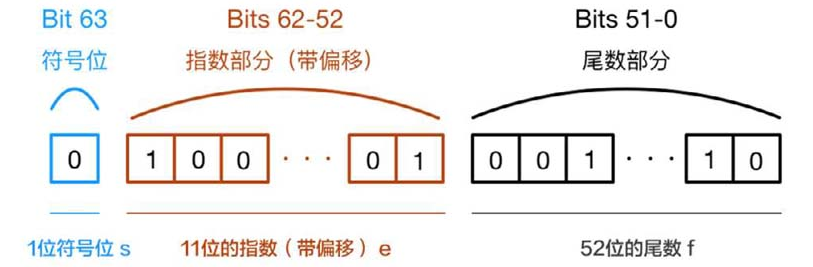 Bit 63 Bits 62-52 Bits 51-0
符号位 指数部分（带偏移） 尾数部分
0 1 0 0 · · · 0 1 0 0 1 · · · 1 0
1位符号位 s 11位的指数（带偏移）e 52位的尾数 f